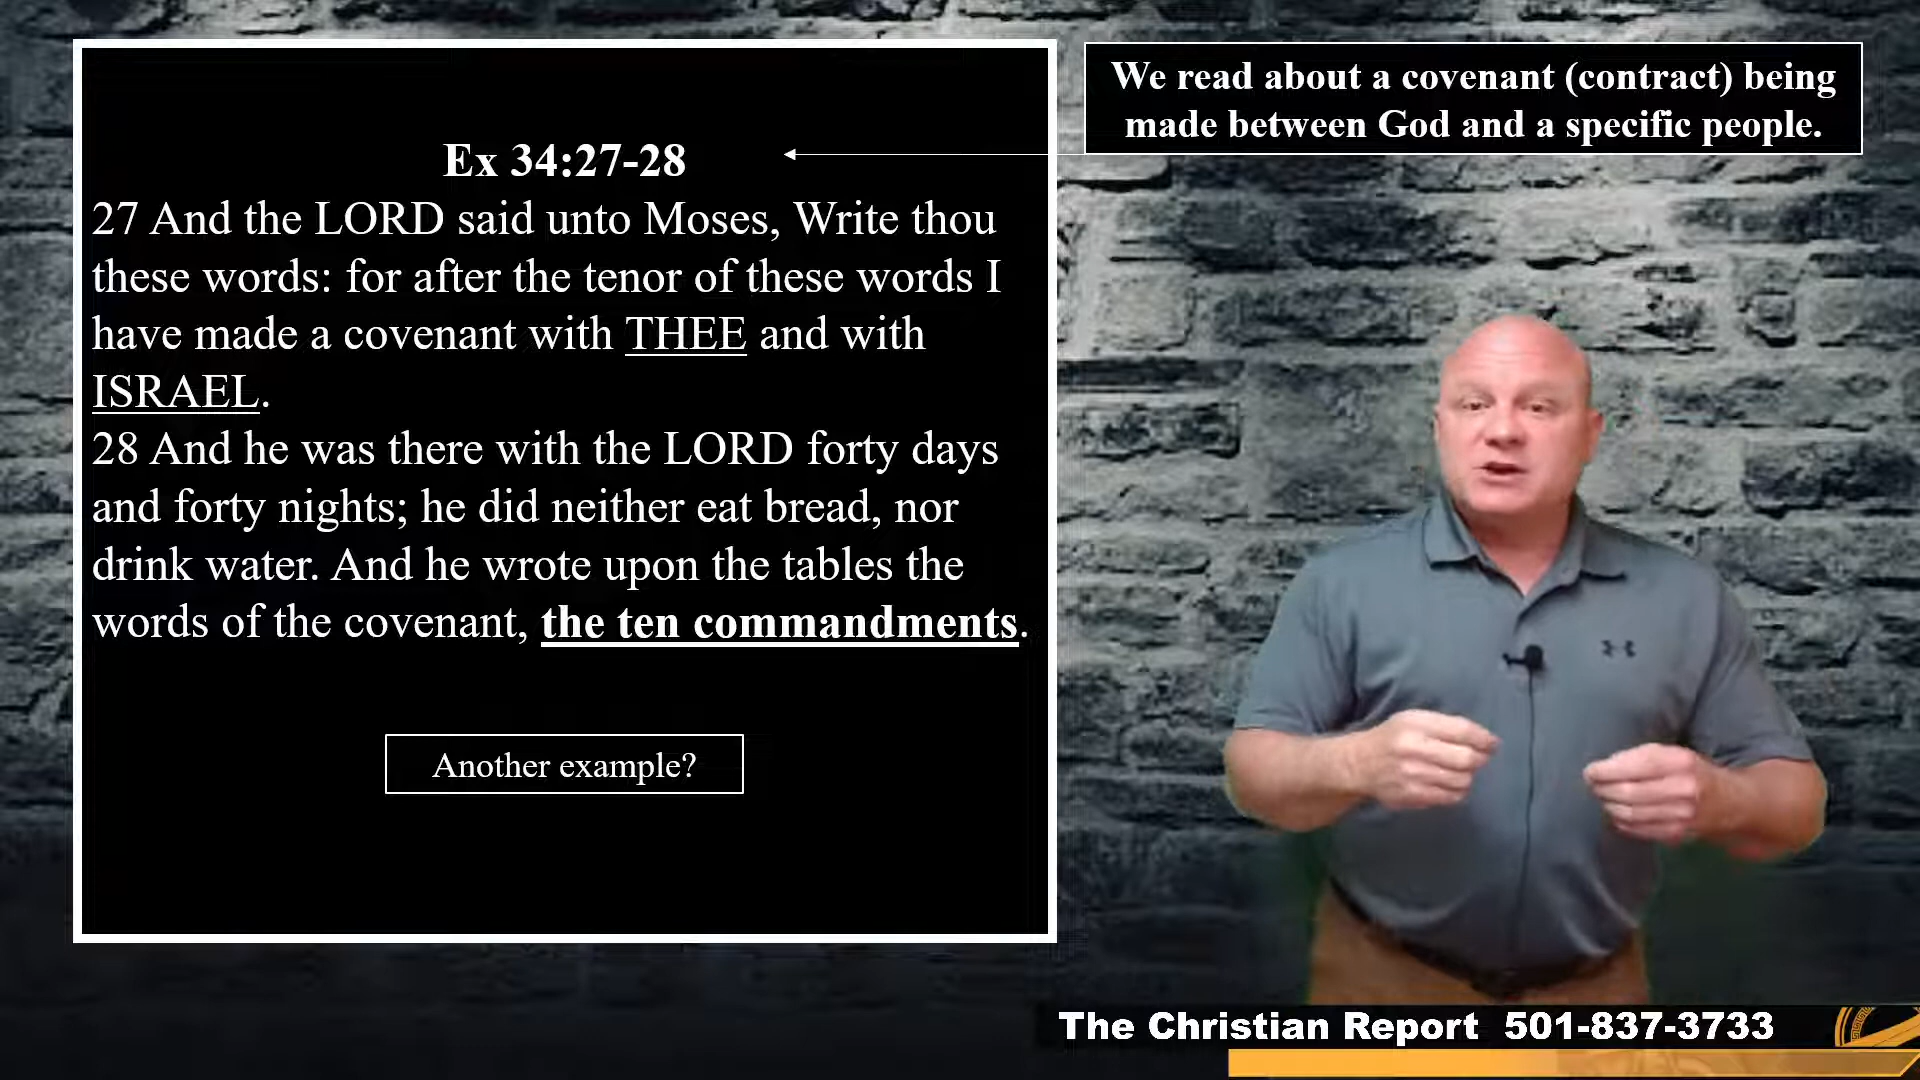 We read about a covenant (contract) being
made between God and a specific people.
Ex 34:27-28
27 And the LORD said unto Moses, Write thou
these words: for after the tenor of these words I
have made a covenant with THEE and with
ISRAEL.
28 And he was there with the LORD forty days
and forty nights; he did neither eat bread, nor
drink water. And he wrote upon the tables the
words of the covenant, the ten commandments.
Another example?
The Christian Report 501-837-3733